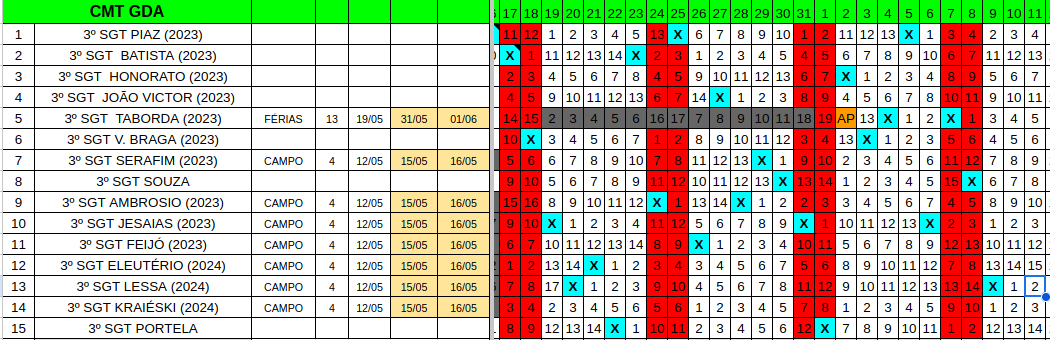 CMT GDA 17 18 19 20 21 22 23 24 25 26 27 28 29 30 31 1 2 3 4 5 6 7 8 9 10 11
1 3º SGT PIAZ (2023) 11 12 1 2 3 4 5 13 X 6 7 8 9 10 1 2 11 12 13 X 1 3 4 2 3 4
2 3º SGT BATISTA (2023) X 1 11 12 13 14 X 2 3 1 2 3 4 5 4 5 6 7 8 9 10 6 7 11 12 13
3 3º SGT HONORATO (2023) 2 3 4 5 6 7 8 4 5 9 10 11 12 13 6 7 X 1 2 3 4 8 9 5 6 7
4 3º SGT JOÃO VICTOR (2023) 4 5 9 10 11 12 13 6 7 14 X 1 2 3 8 9 4 5 6 7 8 10 11 9 10 11
5 3º SGT TABORDA (2023) FÉRIAS 13 19/05 31/05 01/06 14 15 2 3 4 5 6 16 17 7 8 9 10 11 18 19 AP 13 X 1 2 X 1 3 4 5
6 3º SGT V. BRAGA (2023) 10 X 3 4 5 6 7 1 2 8 9 10 11 12 3 4 13 X 1 2 3 5 6 4 5 6
7 3º SGT SERAFIM (2023) CAMPO 4 12/05 15/05 16/05 5 6 6 7 8 9 10 7 8 11 12 13 X 1 9 10 2 3 4 5 6 11 12 7 8 9
8 3º SGT SOUZA 9 10 5 6 7 8 9 11 12 10 11 12 13 X 13 14 1 2 3 4 5 15 X 6 7 8
9 3º SGT AMBROSIO (2023) CAMPO 4 12/05 15/05 16/05 15 16 8 9 10 11 12 X 1 13 14 X 1 2 2 3 3 4 5 6 7 4 5 8 9 10
10 3º SGT JESAIAS (2023) CAMPO 4 12/05 15/05 16/05 9 10 X 1 2 3 4 11 12 5 6 7 8 9 X 1 10 11 12 13 X 2 3 1 2 3
11 3º SGT FEIJÓ (2023) CAMPO 4 12/05 15/05 16/05 6 7 10 11 12 13 14 8 9 X 1 2 3 4 10 11 5 6 7 8 9 12 13 10 11 12
12 3º SGT ELEUTÉRIO (2024) CAMPO 4 12/05 15/05 16/05 1 2 13 14 X 1 2 3 4 3 4 5 6 7 5 6 8 9 10 11 12 7 8 13 14 15
13 3º SGT LESSA (2024) CAMPO 4 12/05 15/05 16/05 7 8 17 X 1 2 3 9 10 4 5 6 7 8 11 12 9 10 11 12 13 13 14 X 1 2
14 3º SGT KRAIÉSKI (2024) CAMPO 4 12/05 15/05 16/05 3 4 2 3 4 5 6 5 6 1 2 3 4 5 7 8 1 2 3 4 5 9 10 1 2 3
15 3º SGT PORTELA 8 9 12 13 14 X 1 10 11 2 3 4 5 6 12 X 7 8 9 10 11 1 2 12 13 14